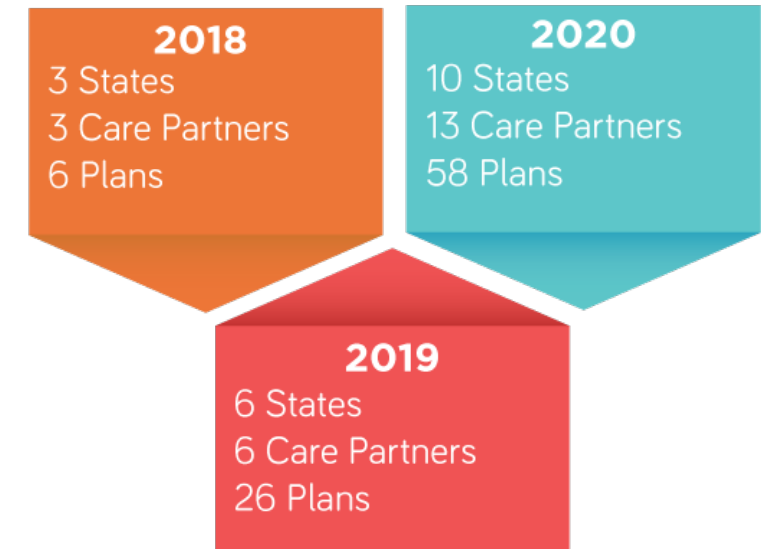 2018
3 States
3 Care Partners
6 Plans
2020
10 States
13 Care Partners
58 Plans
2019
6 States
6 Care Partners
26 Plans